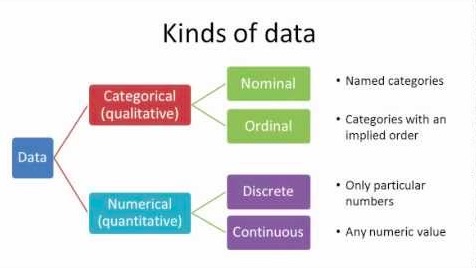 Kinds of data
Data
Categorical
(qualitative)
Nominal
• Named categories
Ordinal
• Categories with an
implied order
Numerical
(quantitative)
Discrete
• Only particular
numbers
Continuous
• Any numeric value